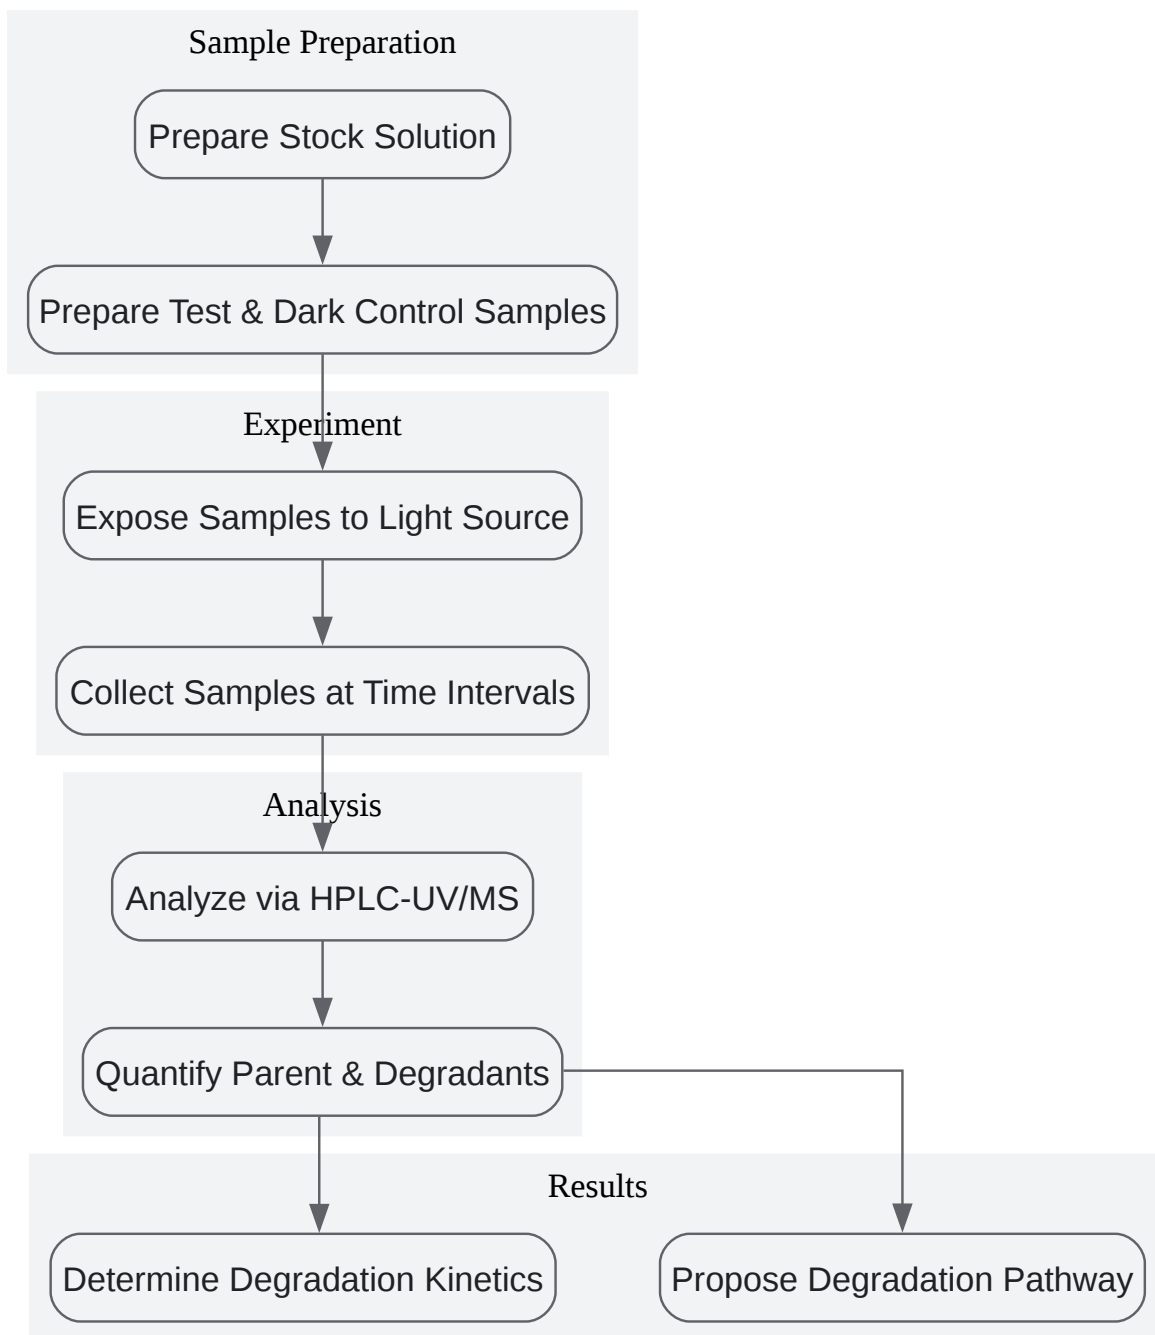 Sample Preparation
Prepare Stock Solution
Prepare Test & Dark Control Samples
Experiment
Expose Samples to Light Source
Collect Samples at Time Intervals
Analysis
Analyze via HPLC-UV/MS
Quantify Parent & Degradants
Results
Determine Degradation Kinetics
Propose Degradation Pathway